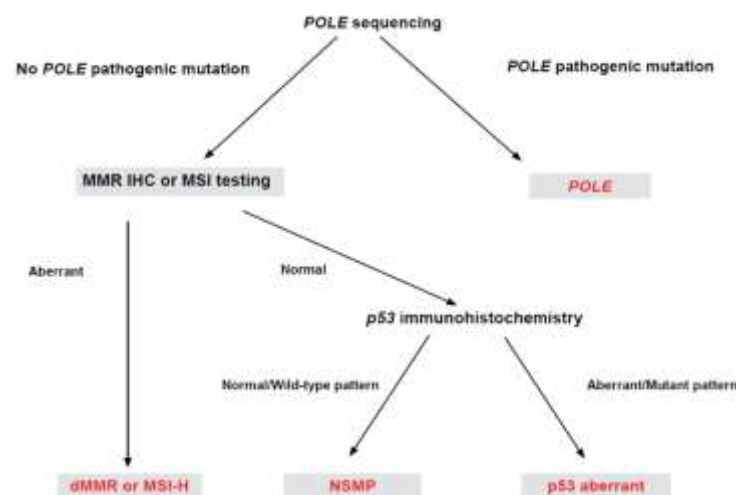 POLE sequencing
No POLE pathogenic mutation
POLE pathogenic mutation
MMR IHC or MSI testing
POLE
Aberrant
Normal
p53 immunohistochemistry
Normal/Wild-type pattern
Aberrant/Mutant pattern
dMMR or MSI-H
NSMP
p53 aberrant